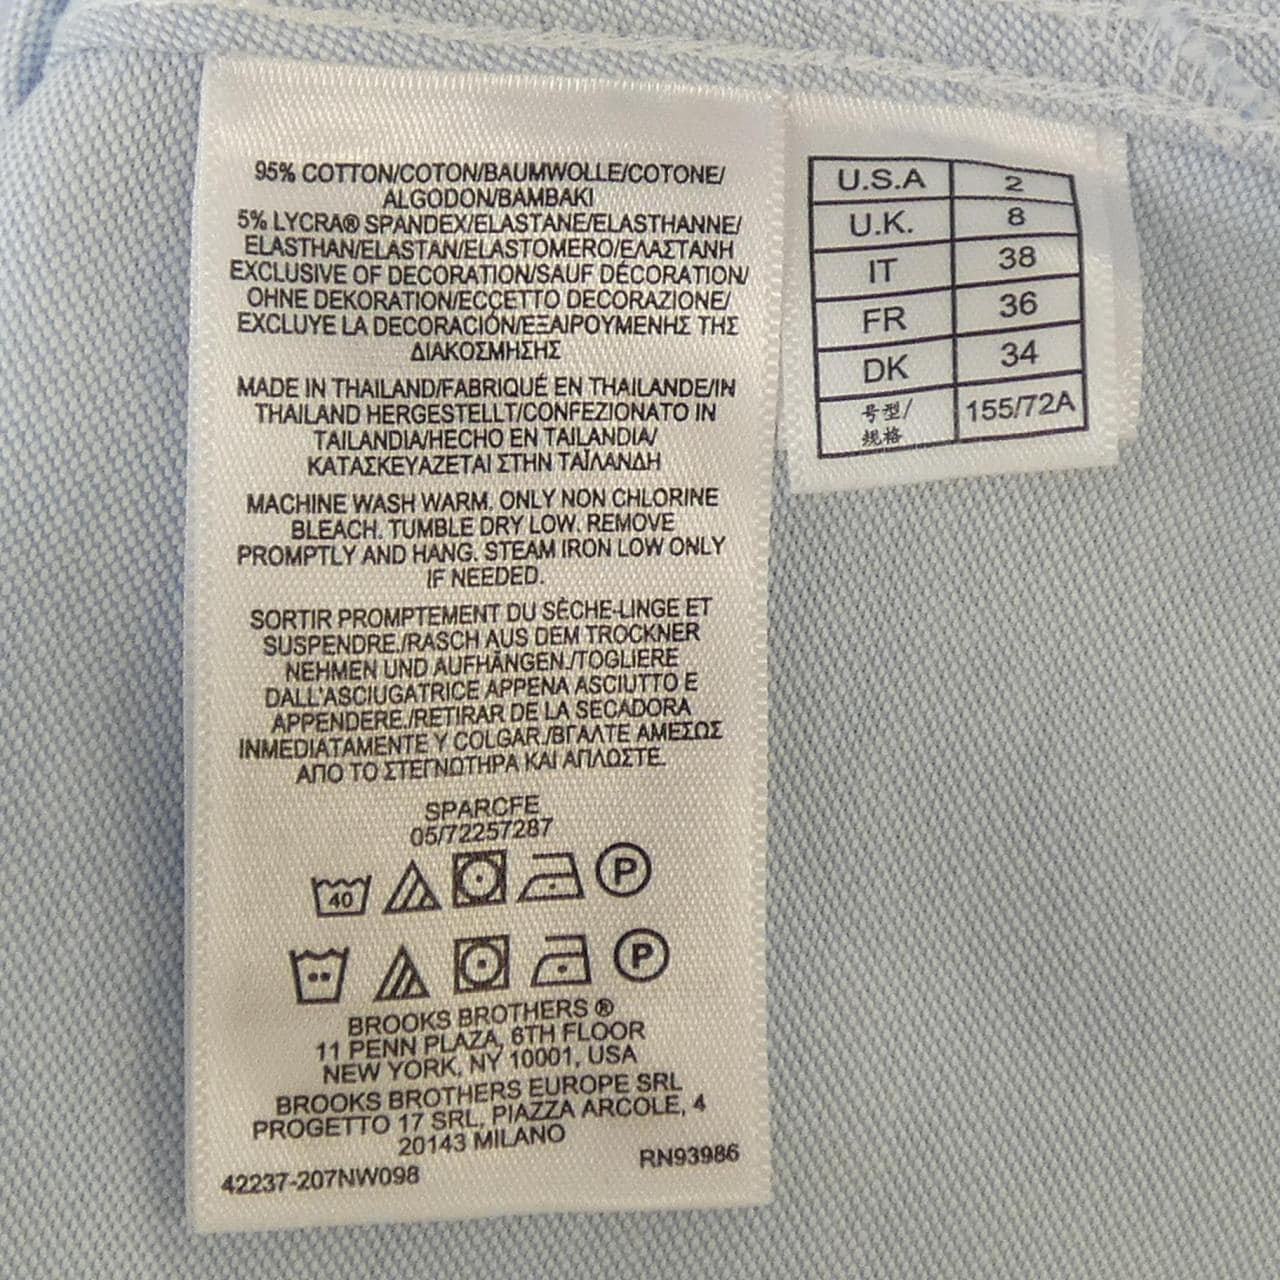 95% COTTON/COTON/BAUMWOLLE/COTONE/
ALGODON/BAMBAKI
5% LYCRA® SPANDEX/ELASTANE/ELASTHANNE/
ELASTHAN/ELASTAN/ELASTOMERO/ΕΛΑΣΤΑΝΗ
EXCLUSIVE OF DECORATION/SAUF DÉCORATION/
OHNE DEKORATION/ECCETTO DECORAZIONE/
EXCLUYE LA DECORACIÓN/ΕΞΑΙΡΟΥΜΕΝΗΣ ΤΗΣ
ΔΙΑΚΟΣΜΗΣΗΣ
MADE IN THAILAND/FABRIQUÉ EN THAILANDE/IN
THAILAND HERGESTELLT/CONFEZIONATO IN
TAILANDIA/HECHO EN TAILANDIA/
ΚΑΤΑΣΚΕΥΑΖΕΤΑΙ ΣΤΗΝ ΤΑΪΛΑΝΔΗ
MACHINE WASH WARM. ONLY NON CHLORINE
BLEACH. TUMBLE DRY LOW. REMOVE
PROMPTLY AND HANG. STEAM IRON LOW ONLY
IF NEEDED.
SORTIR PROMPTEMENT DU SÈCHE-LINGE ET
SUSPENDRE./RASCH AUS DEM TROCKNER
NEHMEN UND AUFHÄNGEN./TOGLIERE
DALL'ASCIUGATRICE APPENA ASCIUTTO E
APPENDERE./RETIRAR DE LA SECADORA
INMEDIATAMENTE Y COLGAR./ΒΓΑΛΤΕ ΑΜΕΣΩΣ
ΑΠΟ ΤΟ ΣΤΕΓΝΩΤΗΡΑ ΚΑΙ ΑΠΛΩΣΤΕ.
SPARCFE
05/72257287
40 P
P
BROOKS BROTHERS ®
11 PENN PLAZA, 6TH FLOOR
NEW YORK, NY 10001, USA
BROOKS BROTHERS EUROPE SRL
PROGETTO 17 SRL, PIAZZA ARCOLE, 4
20143 MILANO
42237-207NW098 RN93986
U.S.A 2
U.K. 8
IT 38
FR 36
DK 34
号型/
规格 155/72A